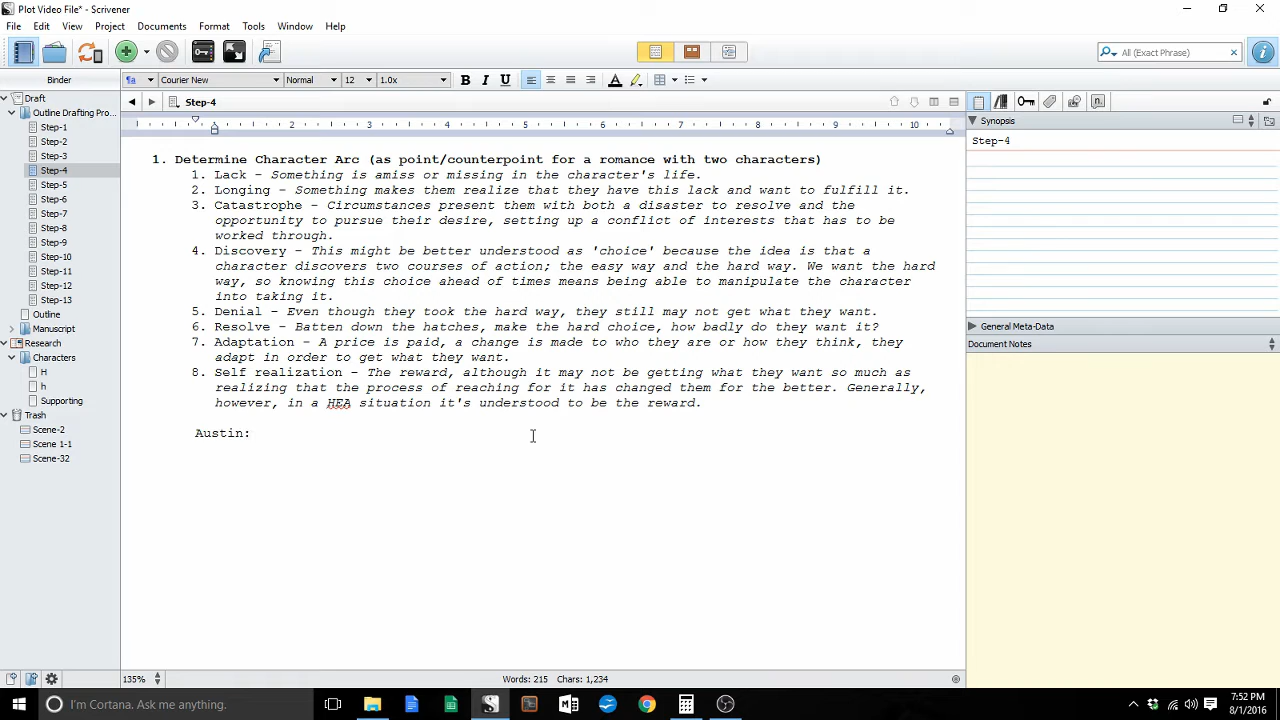 Plot Video File* - Scrivener
File Edit View Project Documents Format Tools Window Help
All (Exact Phrase)
Binder
Courier New Normal 12 1.0x B I U A
Draft
Outline Drafting Pro...
Step-1
Step-2
Step-3
Step-4
Step-5
Step-6
Step-7
Step-8
Step-9
Step-10
Step-11
Step-12
Step-13
Outline
Manuscript
Research
Characters
H
h
Supporting
Trash
Scene-2
Scene 1-1
Scene-32
Step-4
1 2 3 4 5 6 7 8 9 10
1. Determine Character Arc (as point/counterpoint for a romance with two characters)
1. Lack - Something is amiss or missing in the character's life.
2. Longing - Something makes them realize that they have this lack and want to fulfill it.
3. Catastrophe - Circumstances present them with both a disaster to resolve and the
opportunity to pursue their desire, setting up a conflict of interests that has to be
worked through.
4. Discovery - This might be better understood as 'choice' because the idea is that a
character discovers two courses of action; the easy way and the hard way. We want the hard
way, so knowing this choice ahead of times means being able to manipulate the character
into taking it.
5. Denial - Even though they took the hard way, they still may not get what they want.
6. Resolve - Batten down the hatches, make the hard choice, how badly do they want it?
7. Adaptation - A price is paid, a change is made to who they are or how they think, they
adapt in order to get what they want.
8. Self realization - The reward, although it may not be getting what they want so much as
realizing that the process of reaching for it has changed them for the better. Generally,
however, in a HEA situation it's understood to be the reward.
Austin:
135%
Words: 215 Chars: 1,234
Synopsis
Step-4
General Meta-Data
Document Notes
I'm Cortana. Ask me anything.
7:52 PM
8/1/2016